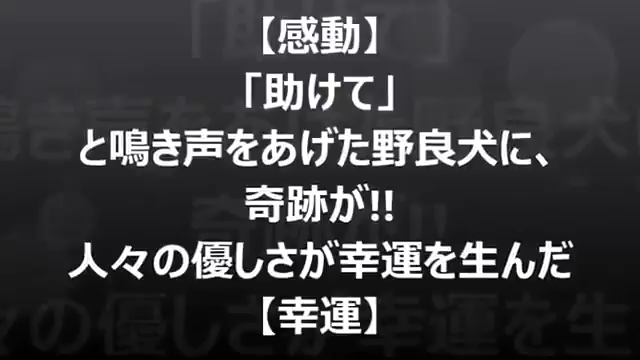 【感動】
「助けて」
と鳴き声をあげた野良犬に、
奇跡が!!
人々の優しさが幸運を生んだ
【幸運】